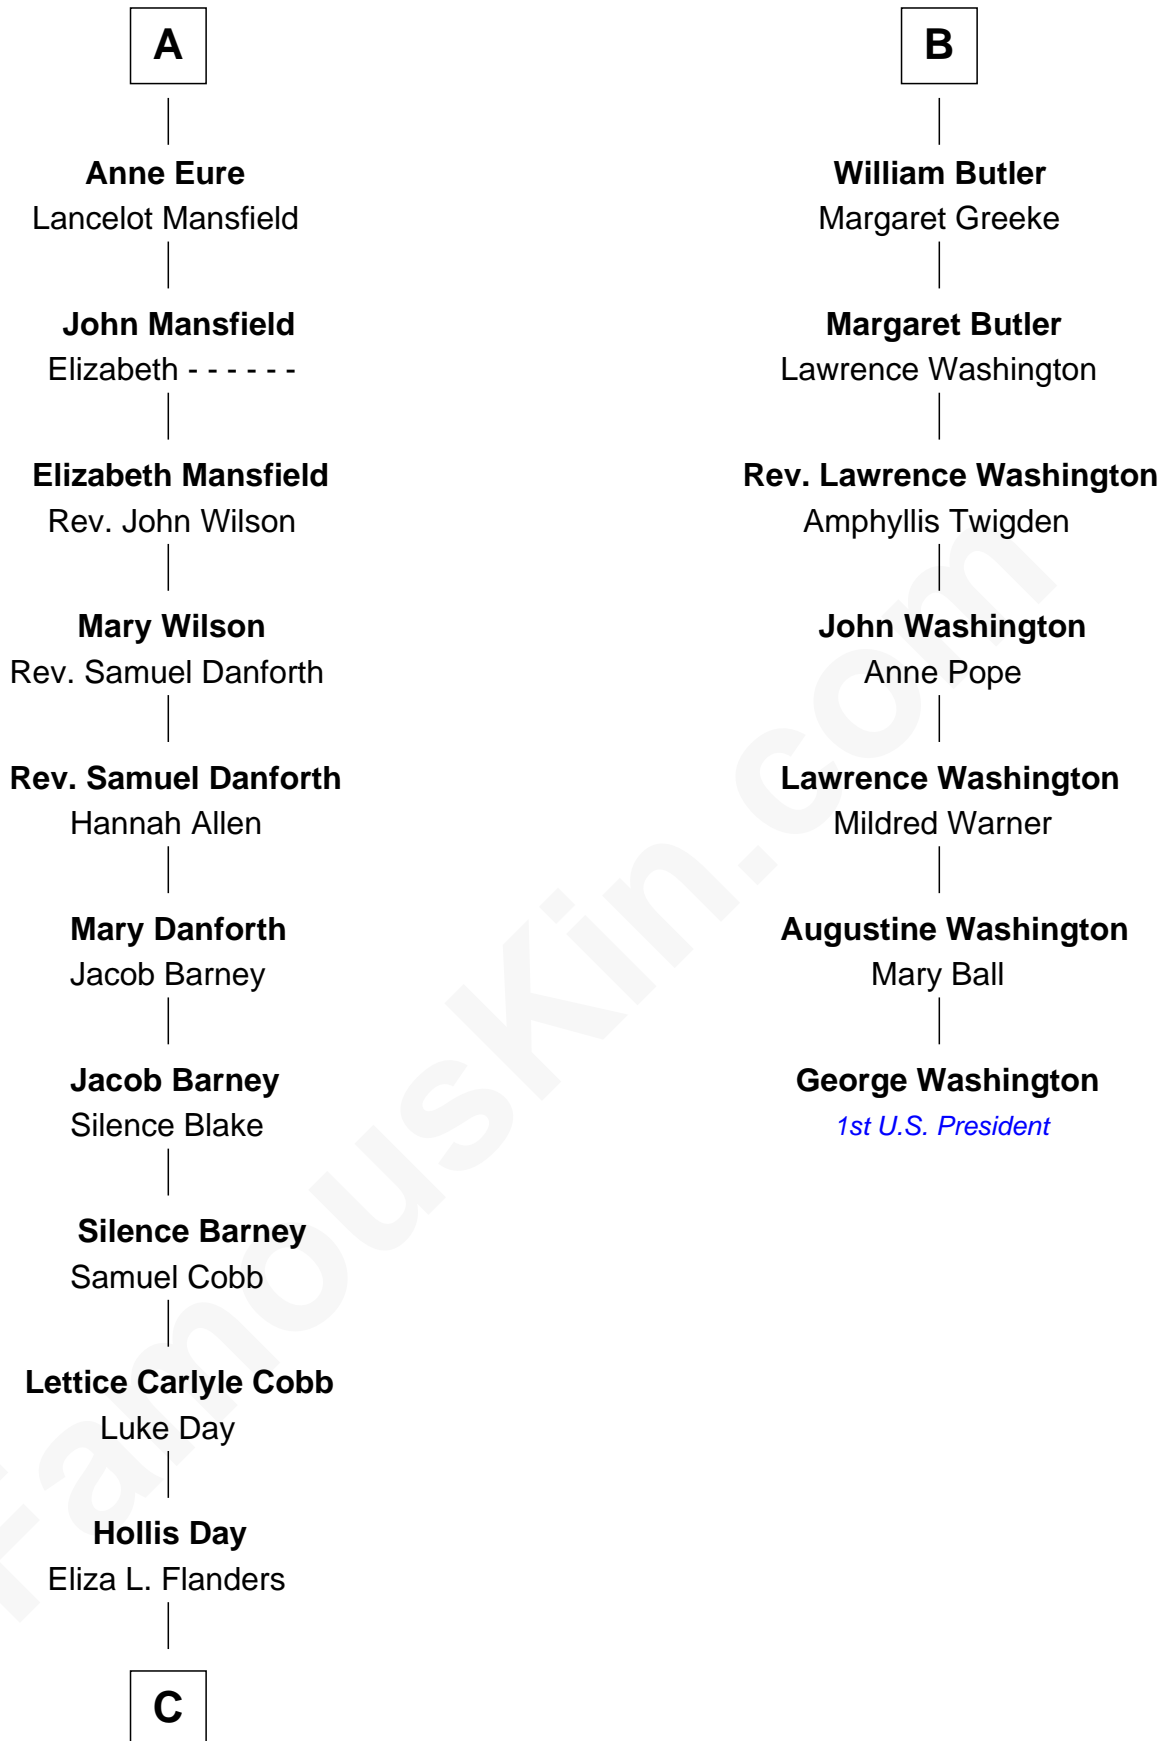 A
Anne Eure
Lancelot Mansfield
John Mansfield
Elizabeth - - - - - -
Elizabeth Mansfield
Rev. John Wilson
Mary Wilson
Rev. Samuel Danforth
Rev. Samuel Danforth
Hannah Allen
Mary Danforth
Jacob Barney
Jacob Barney
Silence Blake
Silence Barney
Samuel Cobb
Lettice Carlyle Cobb
Luke Day
Hollis Day
Eliza L. Flanders
C
B
William Butler
Margaret Greeke
Margaret Butler
Lawrence Washington
Rev. Lawrence Washington
Amphyllis Twigden
John Washington
Anne Pope
Lawrence Washington
Mildred Warner
Augustine Washington
Mary Ball
George Washington
1st U.S. President
FamousKin.com